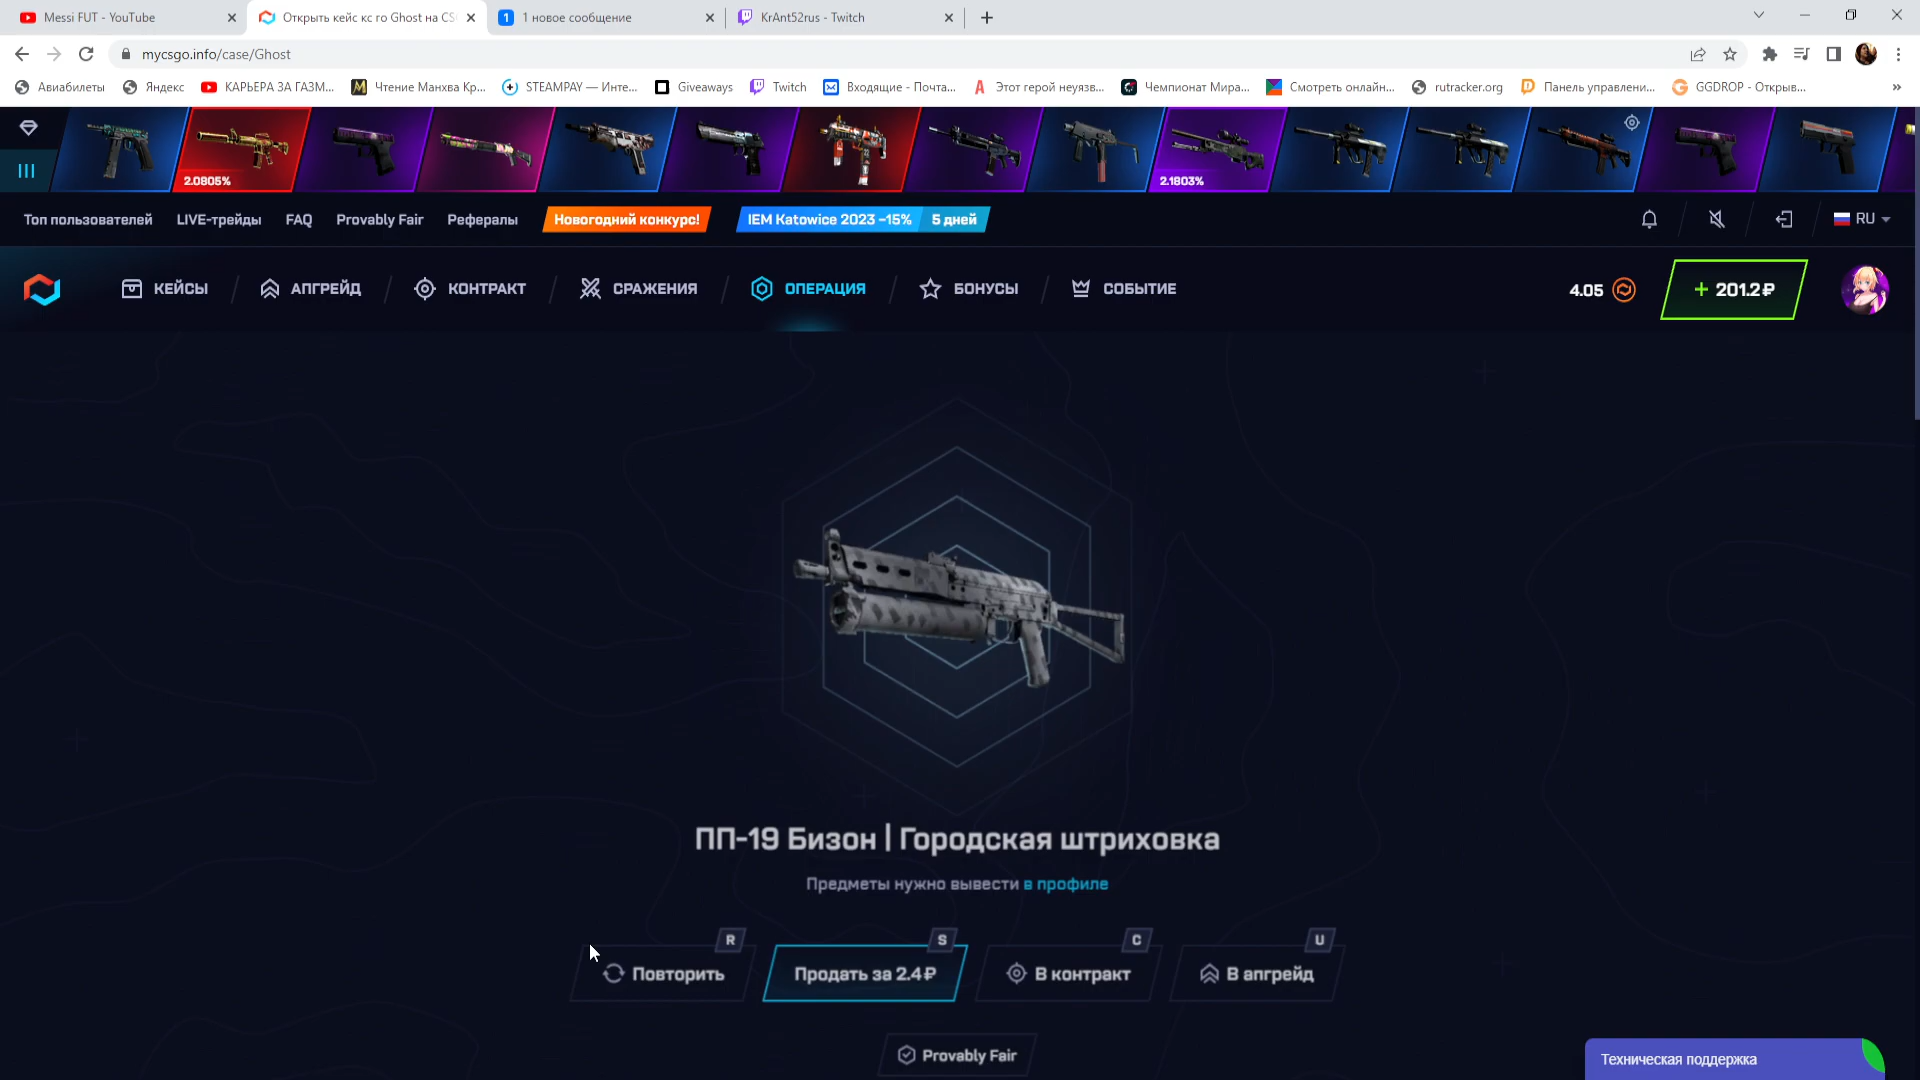 Messi FUT - YouTube
Открыть кейс кс го Ghost на CS
1 новое сообщение
KrAnt52rus - Twitch
mycsgo.info/case/Ghost
Авиабилеты
Яндекс
КАРЬЕРА ЗА ГАЗМ...
Чтение Манхва Кр...
STEAMPAY — Инте...
Giveaways
Twitch
Входящие - Почта...
Этот герой неуязв...
Чемпионат Мира...
Смотреть онлайн...
rutracker.org
Панель управлени...
GGDROP - Открыв...
2.0805%
2.1803%
Топ пользователей
LIVE-трейды
FAQ
Provably Fair
Рефералы
Новогодний конкурс!
IEM Katowice 2023 -15%
5 дней
RU
КЕЙСЫ
АПГРЕЙД
КОНТРАКТ
СРАЖЕНИЯ
ОПЕРАЦИЯ
БОНУСЫ
СОБЫТИЕ
4.05
+ 201.2₽
ПП-19 Бизон | Городская штриховка
Предметы нужно вывести в профиле
R
S
C
U
Повторить
Продать за 2.4₽
В контракт
В апгрейд
Provably Fair
Техническая поддержка